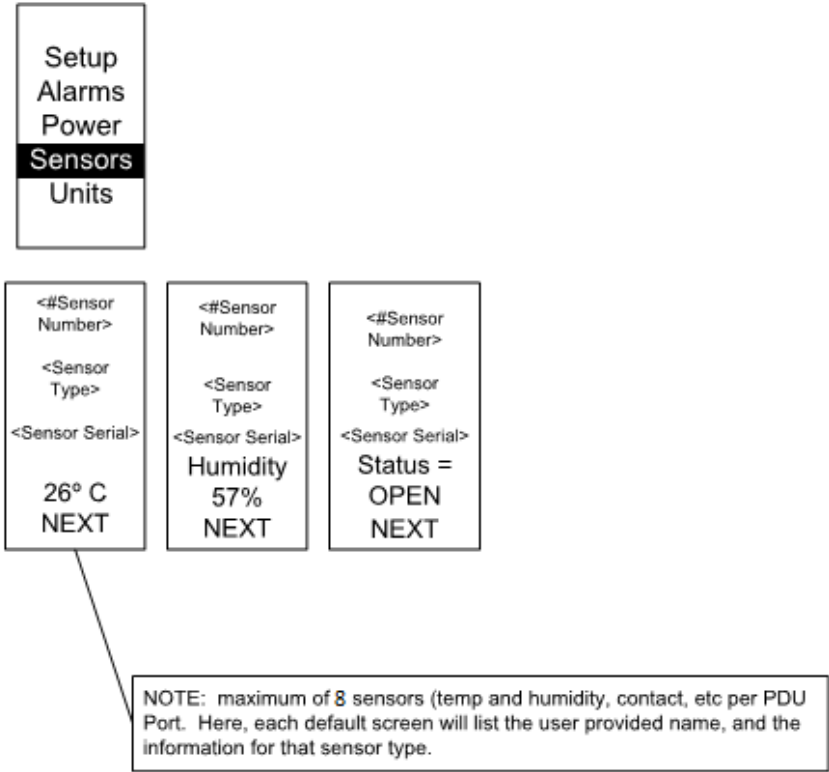 Setup
Alarms
Power
Sensors
Units
<#Sensor
Number>
<Sensor
Type>
<Sensor Serial>
26º C
NEXT
<#Sensor
Number>
<Sensor
Type>
<Sensor Serial>
Humidity
57%
NEXT
<#Sensor
Number>
<Sensor
Type>
<Sensor Serial>
Status =
OPEN
NEXT
NOTE: maximum of 8 sensors (temp and humidity, contact, etc per PDU
Port. Here, each default screen will list the user provided name, and the
information for that sensor type.